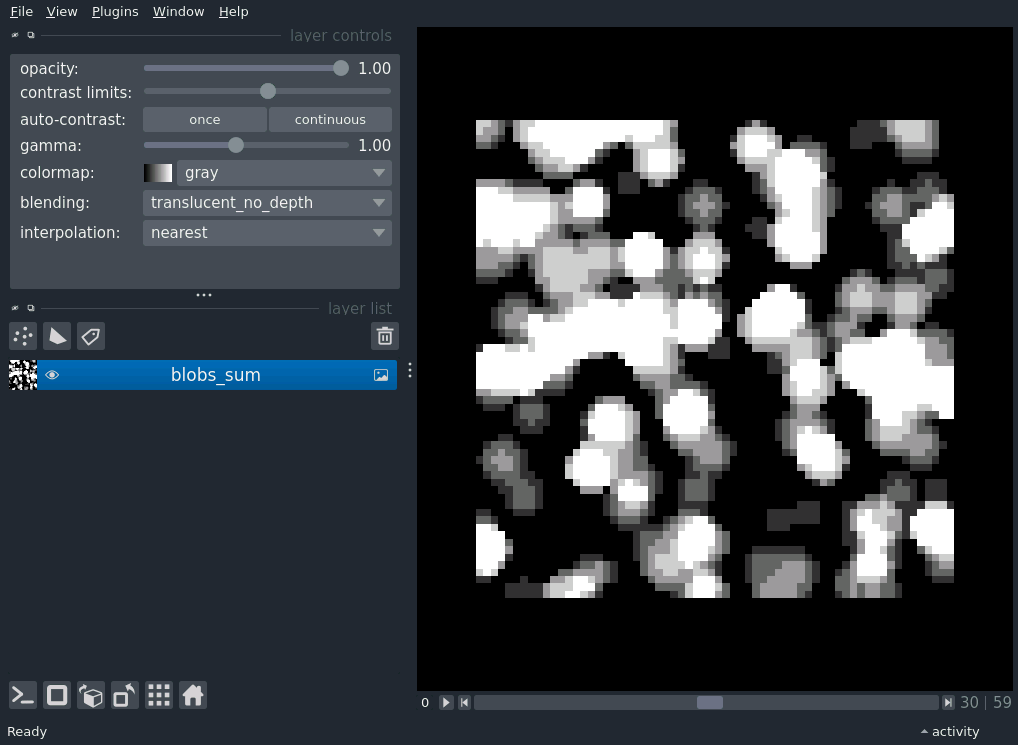 File View Plugins Window Help
layer controls
opacity: 1.00
contrast limits:
auto-contrast: once continuous
gamma: 1.00
colormap: gray
blending: translucent_no_depth
interpolation: nearest
layer list
blobs_sum
0 30 | 59
Ready activity